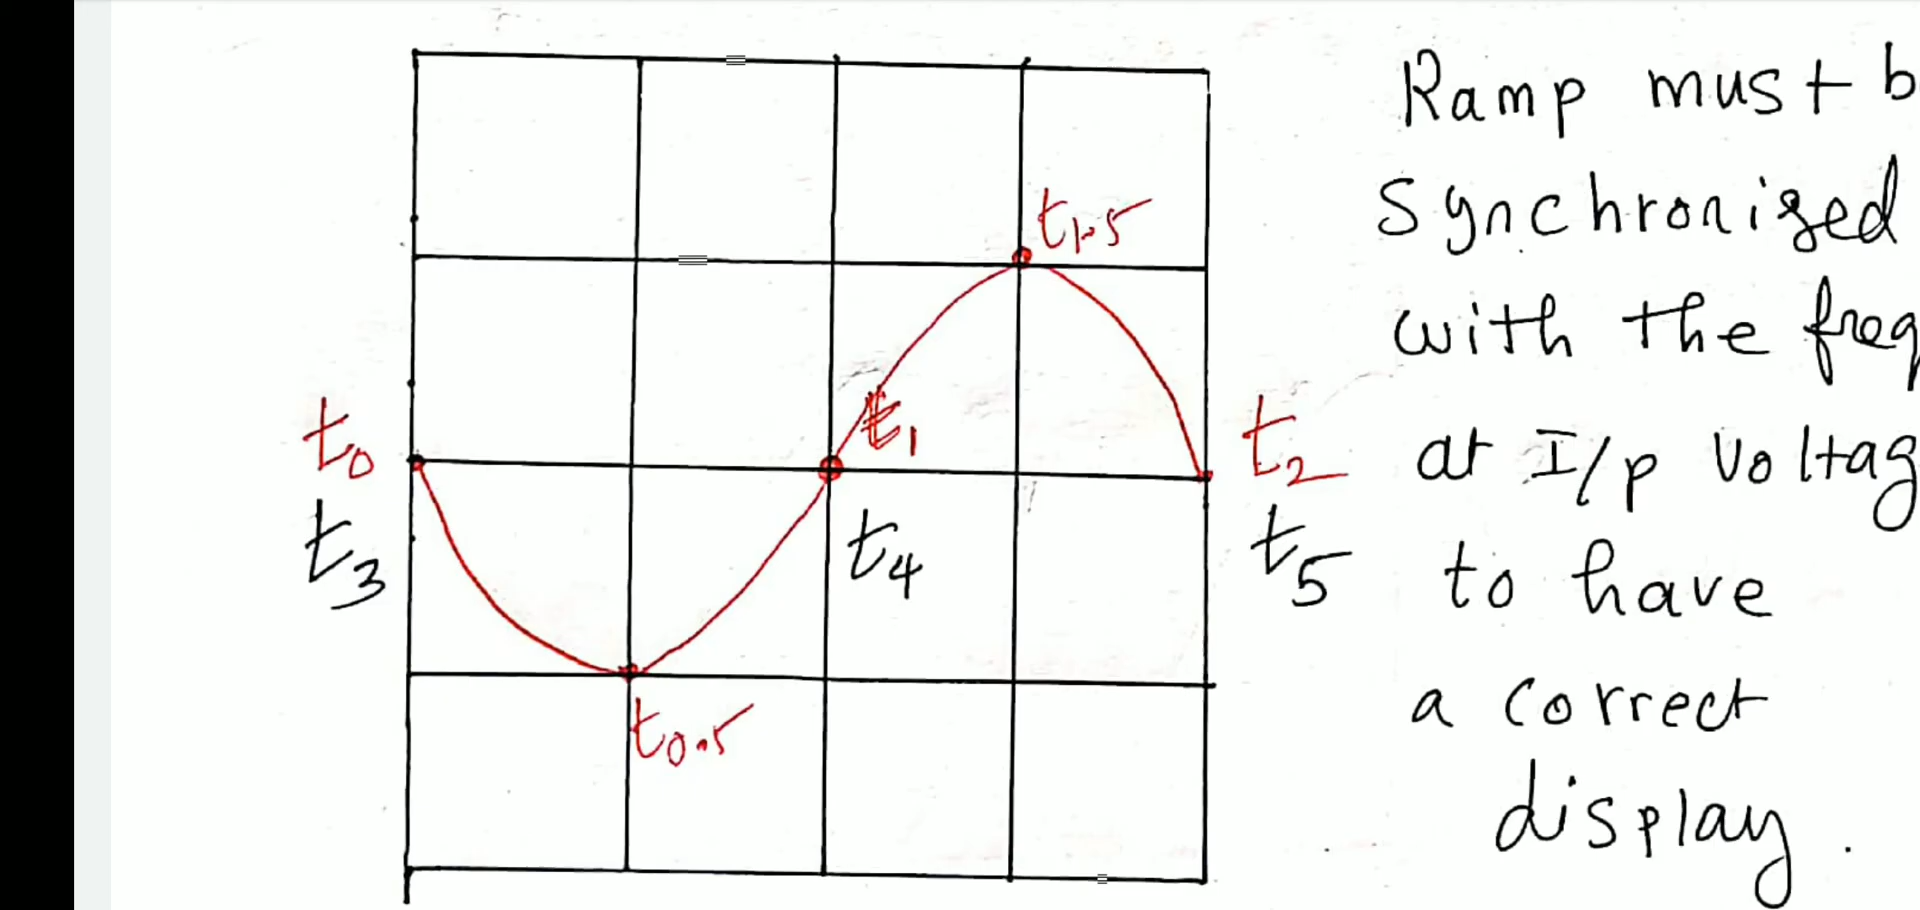 Ramp must b
synchronized
with the freq
at I/p Voltag
to have
a correct
display.
t1.5
t0
t1
t2
t3
t4
t5
t0.5